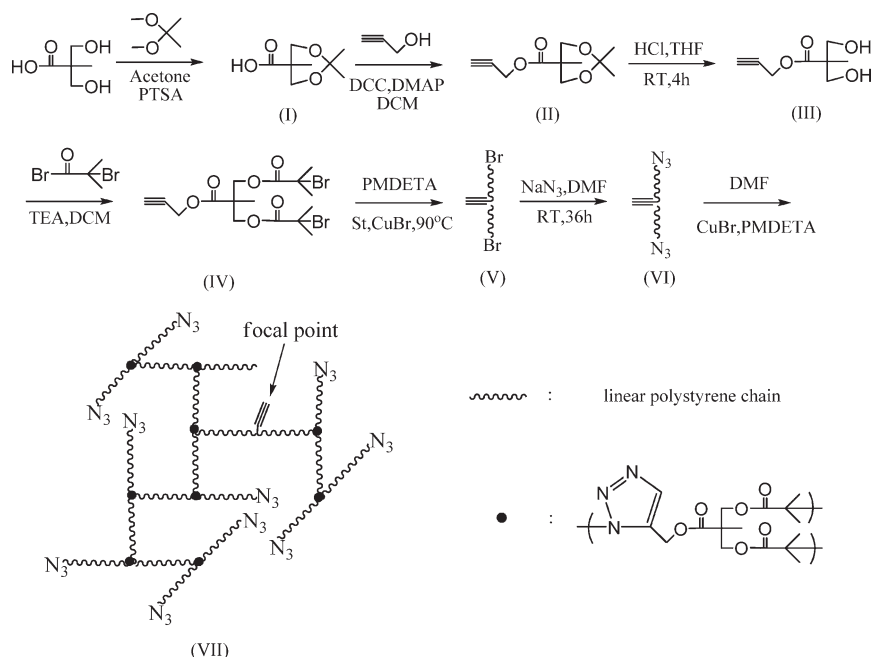 O
O
OH
O
O
O
OH
O
O
O
HCl,THF
O
OH
HO
Acetone
HO
O
DCC,DMAP
O
O
RT,4h
O
OH
OH
PTSA
DCM
(I)
(II)
(III)
O
O
Br
Br
O
O
Br
PMDETA
Br
NaN3,DMF
N3
DMF
O
O
O
Br
TEA,DCM
St,CuBr,90°C
RT,36h
CuBr,PMDETA
Br
N3
(IV)
(V)
(VI)
N3
focal point
N3
N3
N3
N3
: linear polystyrene chain
N3
N3
N3
N3
N3
N
N
N
:
O
O
O
O
O
O
N3
(VII)